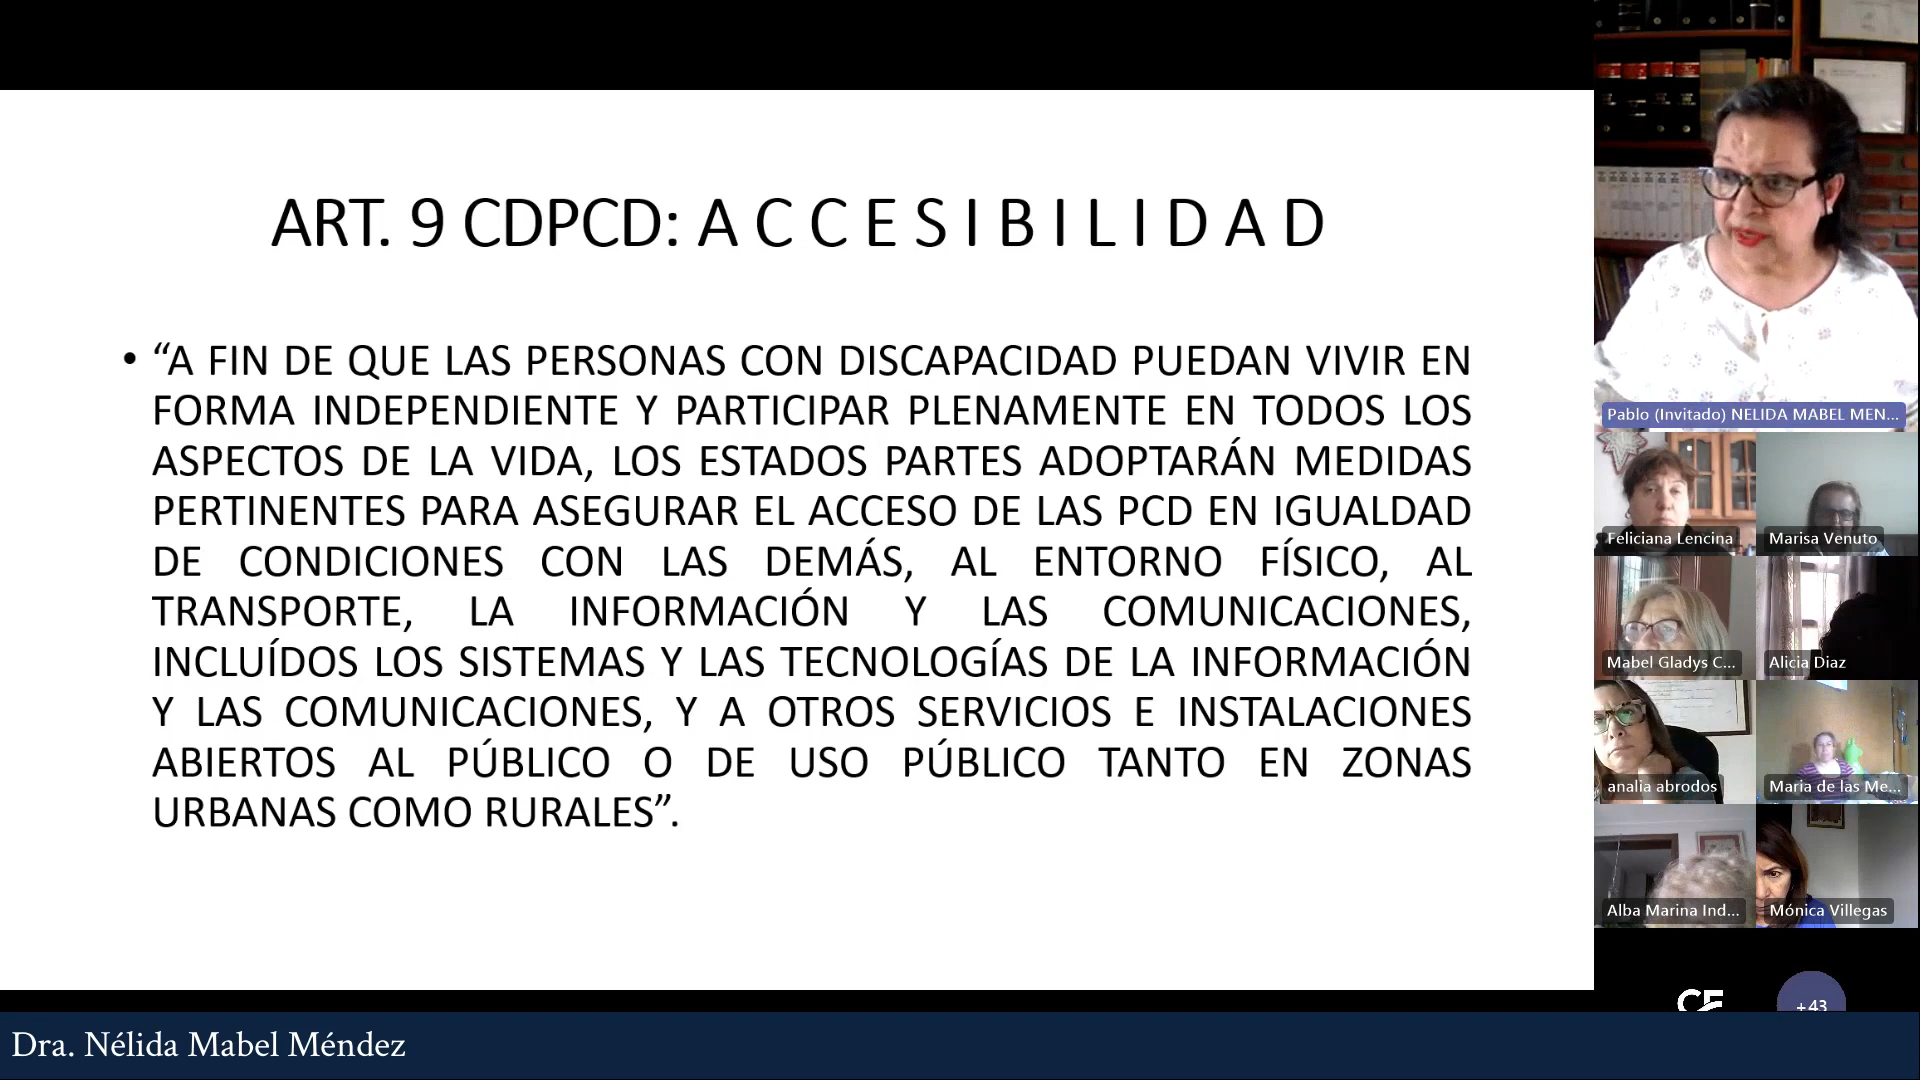 ART. 9 CDPCD: A C C E S I B I L I D A D
• “A FIN DE QUE LAS PERSONAS CON DISCAPACIDAD PUEDAN VIVIR EN
FORMA INDEPENDIENTE Y PARTICIPAR PLENAMENTE EN TODOS LOS
ASPECTOS DE LA VIDA, LOS ESTADOS PARTES ADOPTARÁN MEDIDAS
PERTINENTES PARA ASEGURAR EL ACCESO DE LAS PCD EN IGUALDAD
DE CONDICIONES CON LAS DEMÁS, AL ENTORNO FÍSICO, AL
TRANSPORTE, LA INFORMACIÓN Y LAS COMUNICACIONES,
INCLUÍDOS LOS SISTEMAS Y LAS TECNOLOGÍAS DE LA INFORMACIÓN
Y LAS COMUNICACIONES, Y A OTROS SERVICIOS E INSTALACIONES
ABIERTOS AL PÚBLICO O DE USO PÚBLICO TANTO EN ZONAS
URBANAS COMO RURALES”.
Pablo (Invitado) NELIDA MABEL MEN...
Feliciana Lencina
Marisa Venuto
Mabel Gladys C...
Alicia Diaz
analia abrodos
Maria de las Me...
Alba Marina Ind...
Mónica Villegas
CF
+43
Dra. Nélida Mabel Méndez